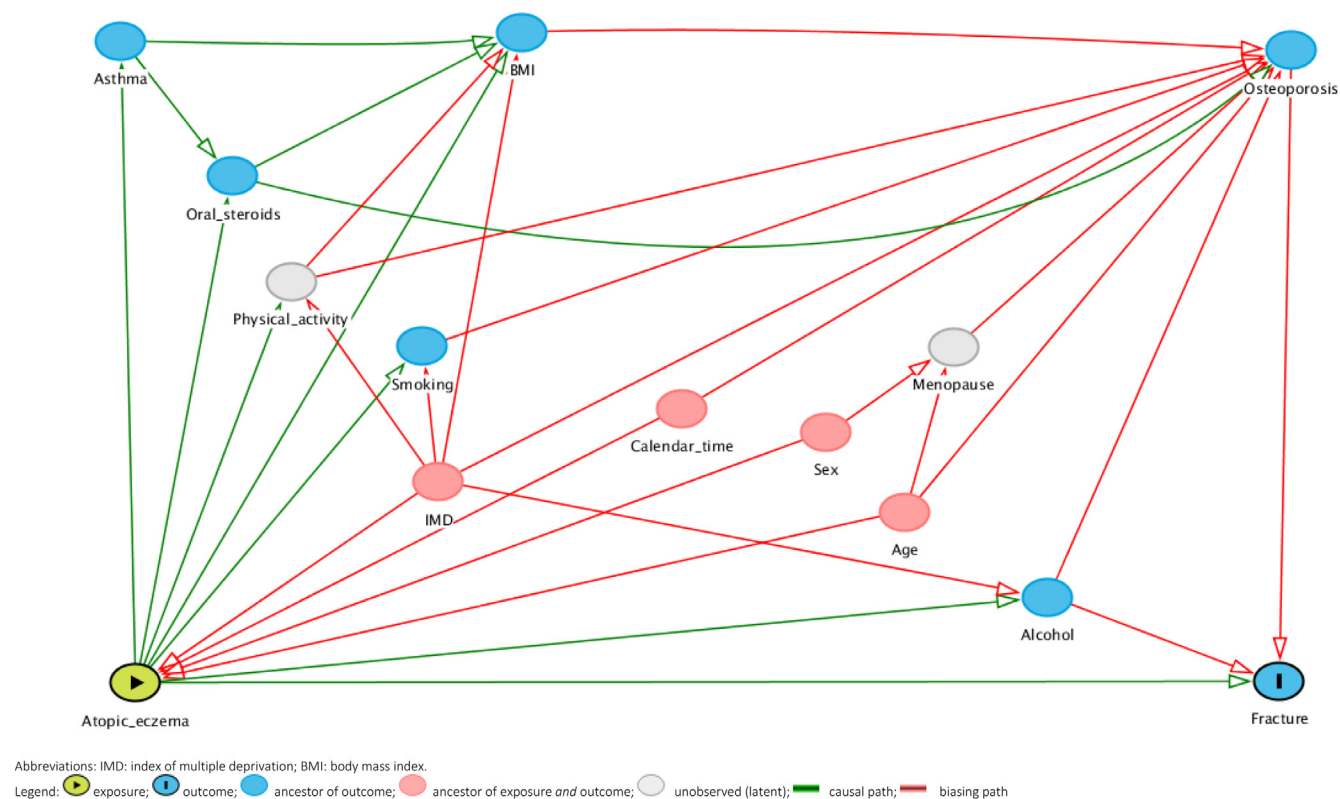 Asthma
BMI
Osteoporosis
Oral_steroids
Physical_activity
Smoking
Menopause
Calendar_time
Sex
IMD
Age
Alcohol
Atopic_eczema
Fracture
Abbreviations: IMD: index of multiple deprivation; BMI: body mass index.
Legend: exposure; outcome; ancestor of outcome; ancestor of exposure and outcome; unobserved (latent); causal path; biasing path